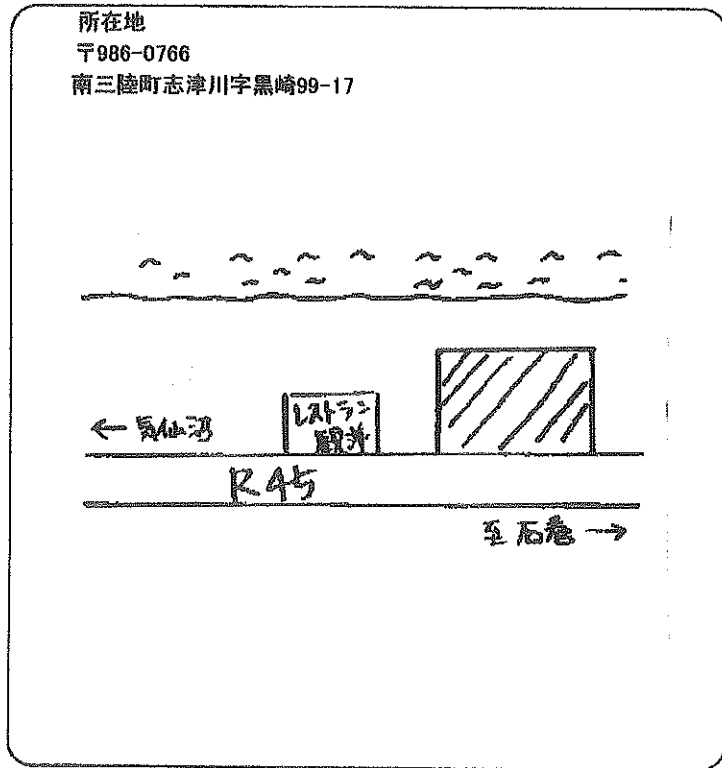 所在地
〒986-0766
南三陸町志津川字黒崎99-17
← 気仙沼
レストラン
観洋
R45
至 石巻 →